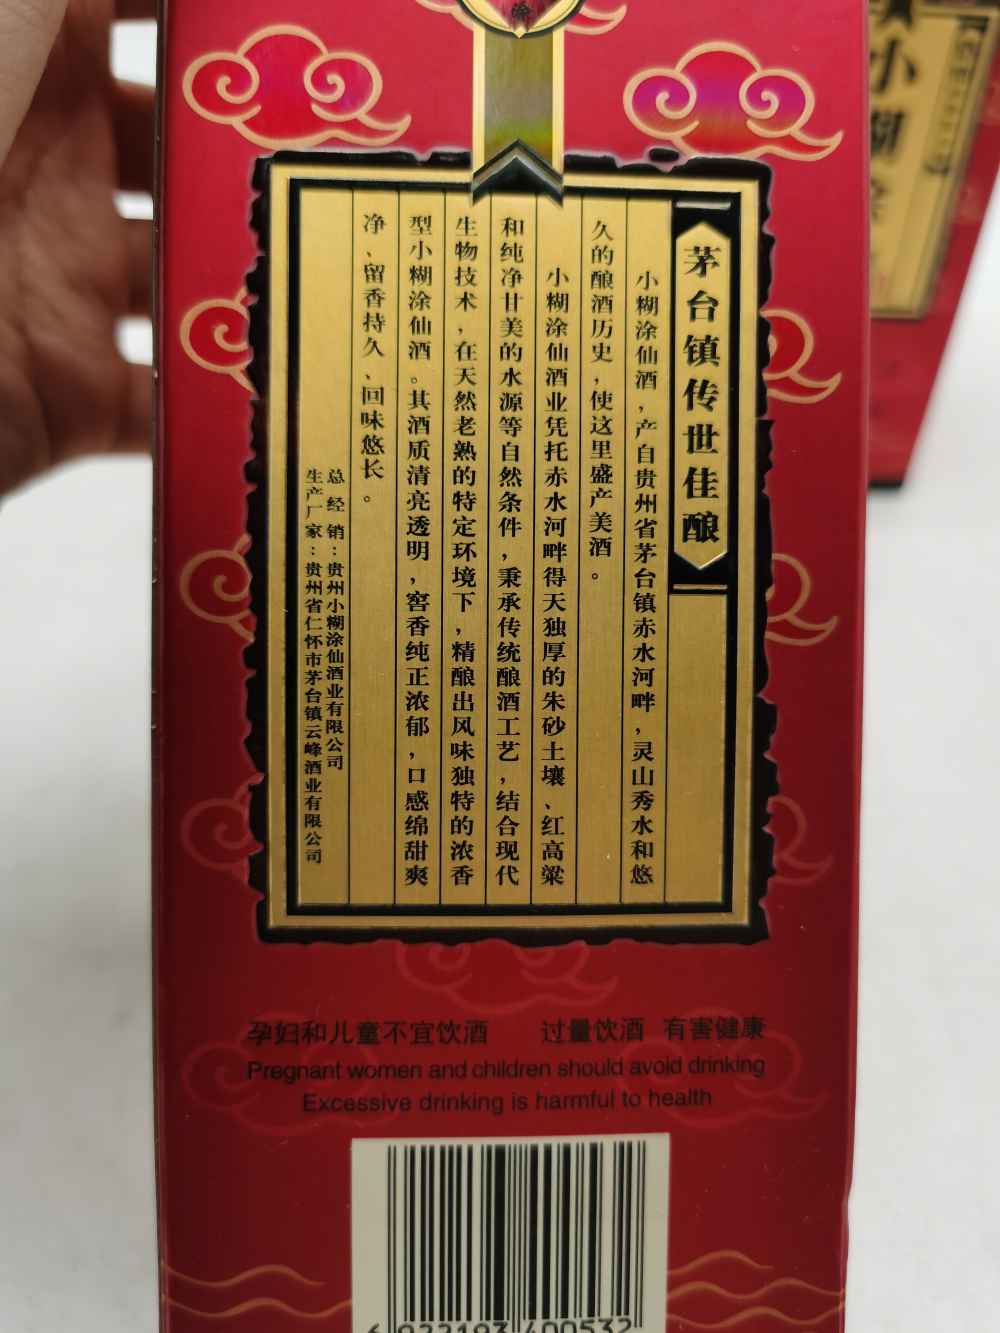 涂
茅台镇传世佳酿
小糊涂仙酒，产自贵州省茅台镇赤水河畔，灵山秀水和悠
久的酿酒历史，使这里盛产美酒。
小糊涂仙酒业凭托赤水河畔得天独厚的朱砂土壤、红高粱
和纯净甘美的水源等自然条件，秉承传统酿酒工艺，结合现代
生物技术，在天然老熟的特定环境下，精酿出风味独特的浓香
型小糊涂仙酒。其酒质清亮透明，窖香纯正浓郁，口感绵甜爽
净、留香持久、回味悠长。
总经销：贵州小糊涂仙酒业有限公司
生产厂家：贵州省仁怀市茅台镇云峰酒业有限公司
孕妇和儿童不宜饮酒 过量饮酒 有害健康
Pregnant women and children should avoid drinking
Excessive drinking is harmful to health
6 922193 400532
小糊涂